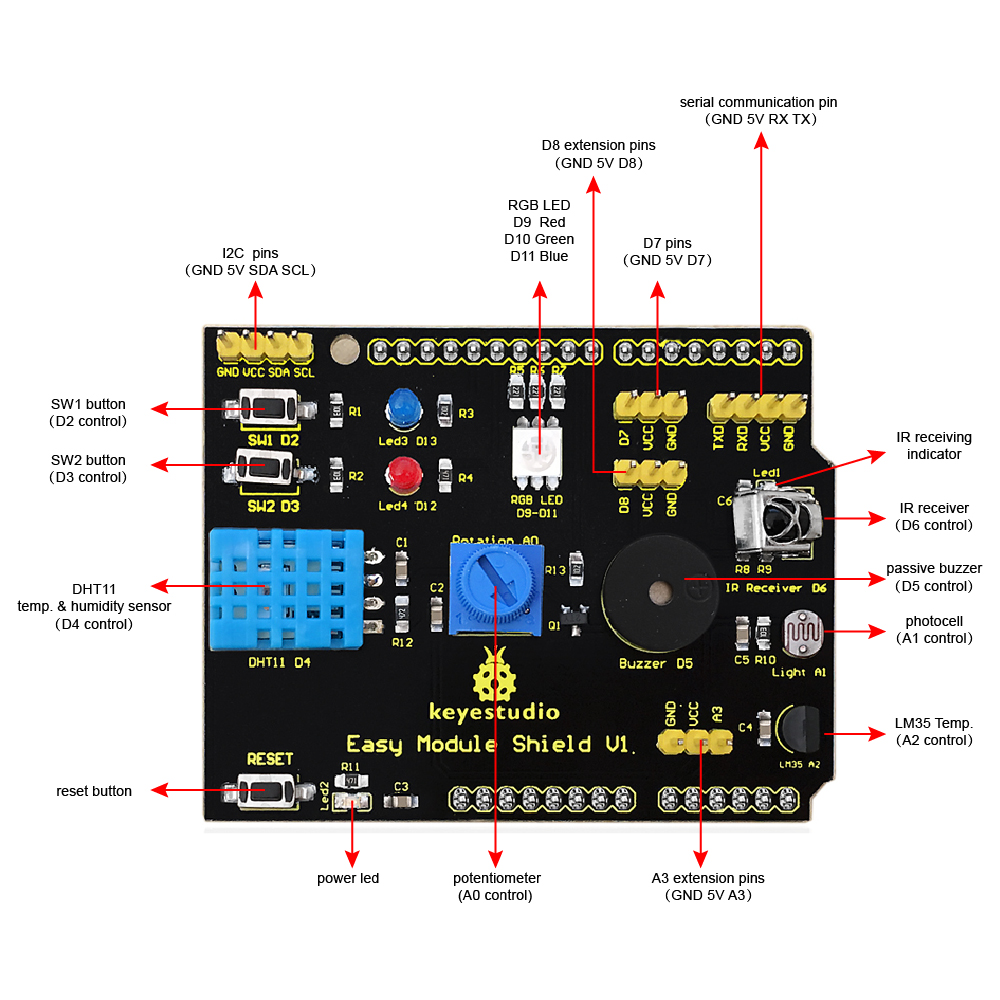 serial communication pin
(GND 5V RX TX)
D8 extension pins
(GND 5V D8)
RGB LED
D9 Red
D10 Green
D11 Blue
D7 pins
(GND 5V D7)
I2C pins
(GND 5V SDA SCL)
GND VCC SDA SCL
R5 R6 R7
SW1 button
(D2 control)
SW1 D2
R1
Led3 D13
R3
D7 VCC GND
TXD RXD VCC GND
IR receiving
indicator
SW2 button
(D3 control)
SW2 D3
R2
Led4 D12
R4
RGB LED
D9-D11
D8 VCC GND
Led1
C6
IR receiver
(D6 control)
R8 R9
IR Receiver D6
Rotation A0
C1
C2
R13
Q1
R12
passive buzzer
(D5 control)
DHT11
temp. & humidity sensor
(D4 control)
DHT11 D4
Buzzer D5
photocell
(A1 control)
C5 R10
Light A1
keyestudio
Easy Module Shield V1.
GND VCC A3
C4
LM35 A2
LM35 Temp.
(A2 control)
RESET
reset button
R11
471
Led2
C3
power led
potentiometer
(A0 control)
A3 extension pins
(GND 5V A3)